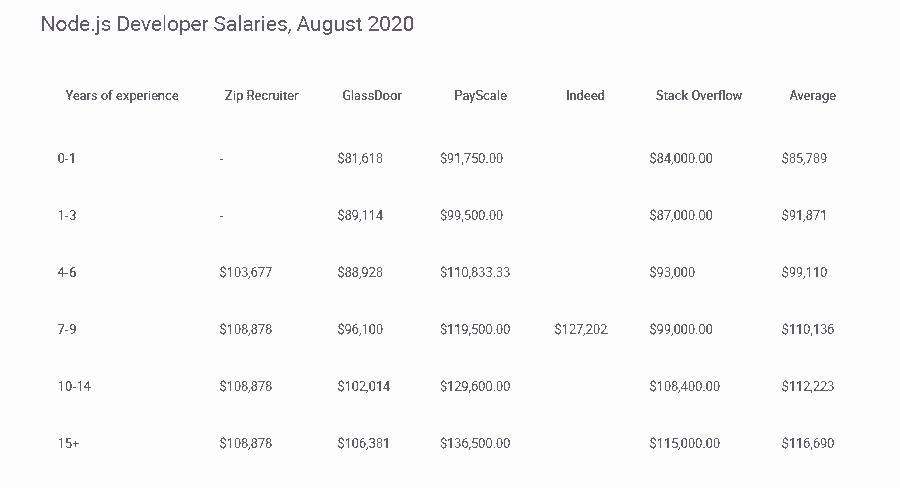 Node.js Developer Salaries, August 2020
Years of experience Zip Recruiter GlassDoor PayScale Indeed Stack Overflow Average
0-1 - $81,618 $91,750.00 $84,000.00 $85,789
1-3 - $89,114 $99,500.00 $87,000.00 $91,871
4-6 $103,677 $88,928 $110,833.33 $93,000 $99,110
7-9 $108,878 $96,100 $119,500.00 $127,202 $99,000.00 $110,136
10-14 $108,878 $102,014 $129,600.00 $108,400.00 $112,223
15+ $108,878 $106,381 $136,500.00 $115,000.00 $116,690